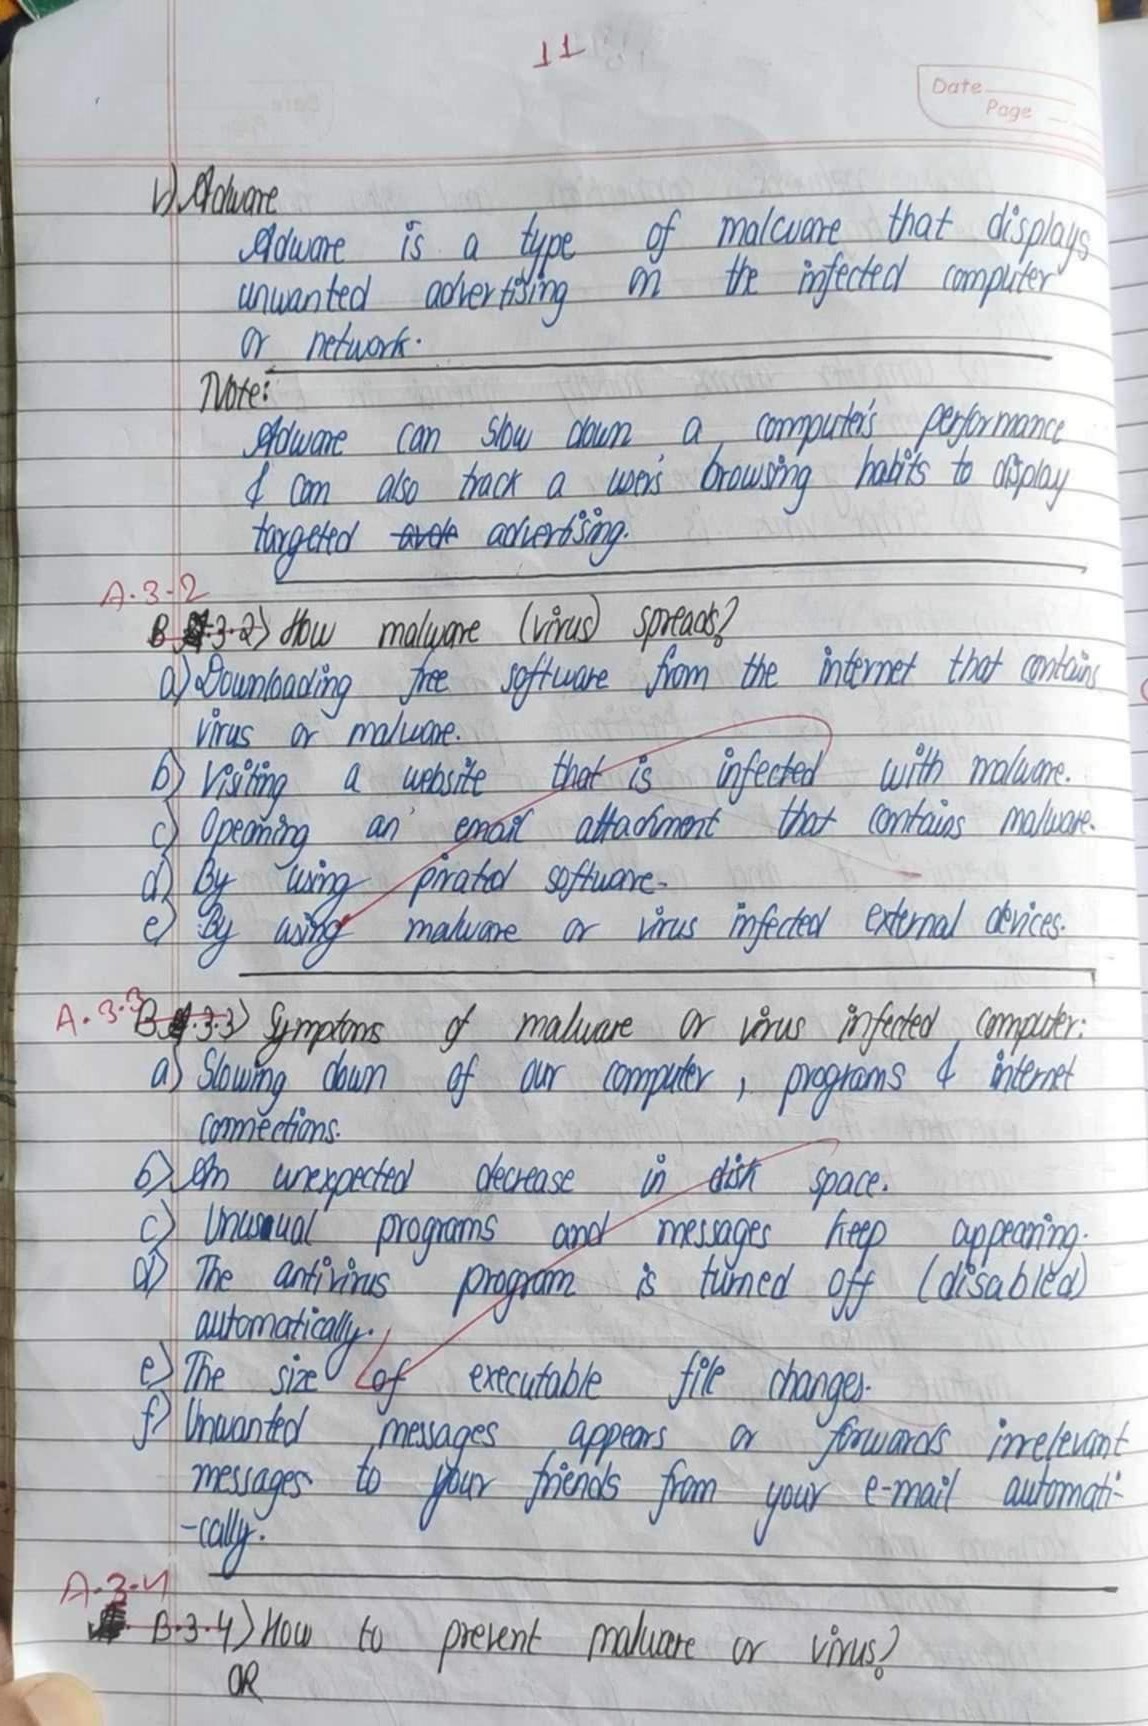 11
Date
Page
b) Adware
Adware is a type of malware that displays
unwanted advertising on the infected computer
or network.
Note:
Adware can slow down a computer's performance
& can also track a user's browsing habits to display
targeted advertising.
A.3.2
B 3.2) How malware (virus) spreads?
a) Downloading free software from the internet that contains
virus or malware.
b) Visiting a website that is infected with malware.
c) Opeaning an email attachment that contains malware.
d) By using pirated software.
e) By using malware or virus infected external devices.
A.3.3
B .3.3) Symptoms of malware or virus infected computer:
a) Slowing down of our computer, programs & internet
connections.
b) An unexpected decrease in disk space.
c) Unusual programs and messages keep appearing.
d) The antivirus program is turned off (disabled)
automatically.
e) The size of executable file changes.
f) Unwanted messages appears or forwards irrelevant
messages to your friends from your e-mail automati-
-cally.
A.3.4
B.3.4) How to prevent malware or virus?
OR